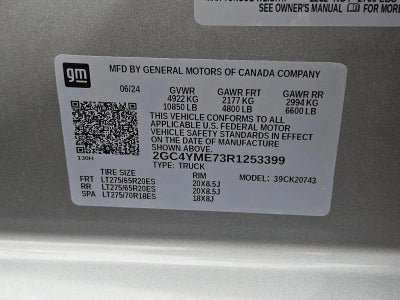 SEE OWNER'S MANUAL FOR MORE
gm
MFD BY GENERAL MOTORS OF CANADA COMPANY
06/24 GVWR GAWR FRT GAWR RR
4922 KG 2177 KG 2994 KG
10850 LB 4800 LB 6600 LB
THIS VEHICLE CONFORMS TO ALL
APPLICABLE U.S. FEDERAL MOTOR
VEHICLE SAFETY STANDARDS IN EFFECT
ON THE DATE OF MANUFACTURE
SHOWN ABOVE.
130H
2GC4YME73R1253399
TYPE: TRUCK
TIRE SIZE RIM MODEL: 39CK20743
FRT LT275/65R20ES 20X8.5J
RR LT275/65R20ES 20X8.5J
SPA LT275/70R18ES 18X8J